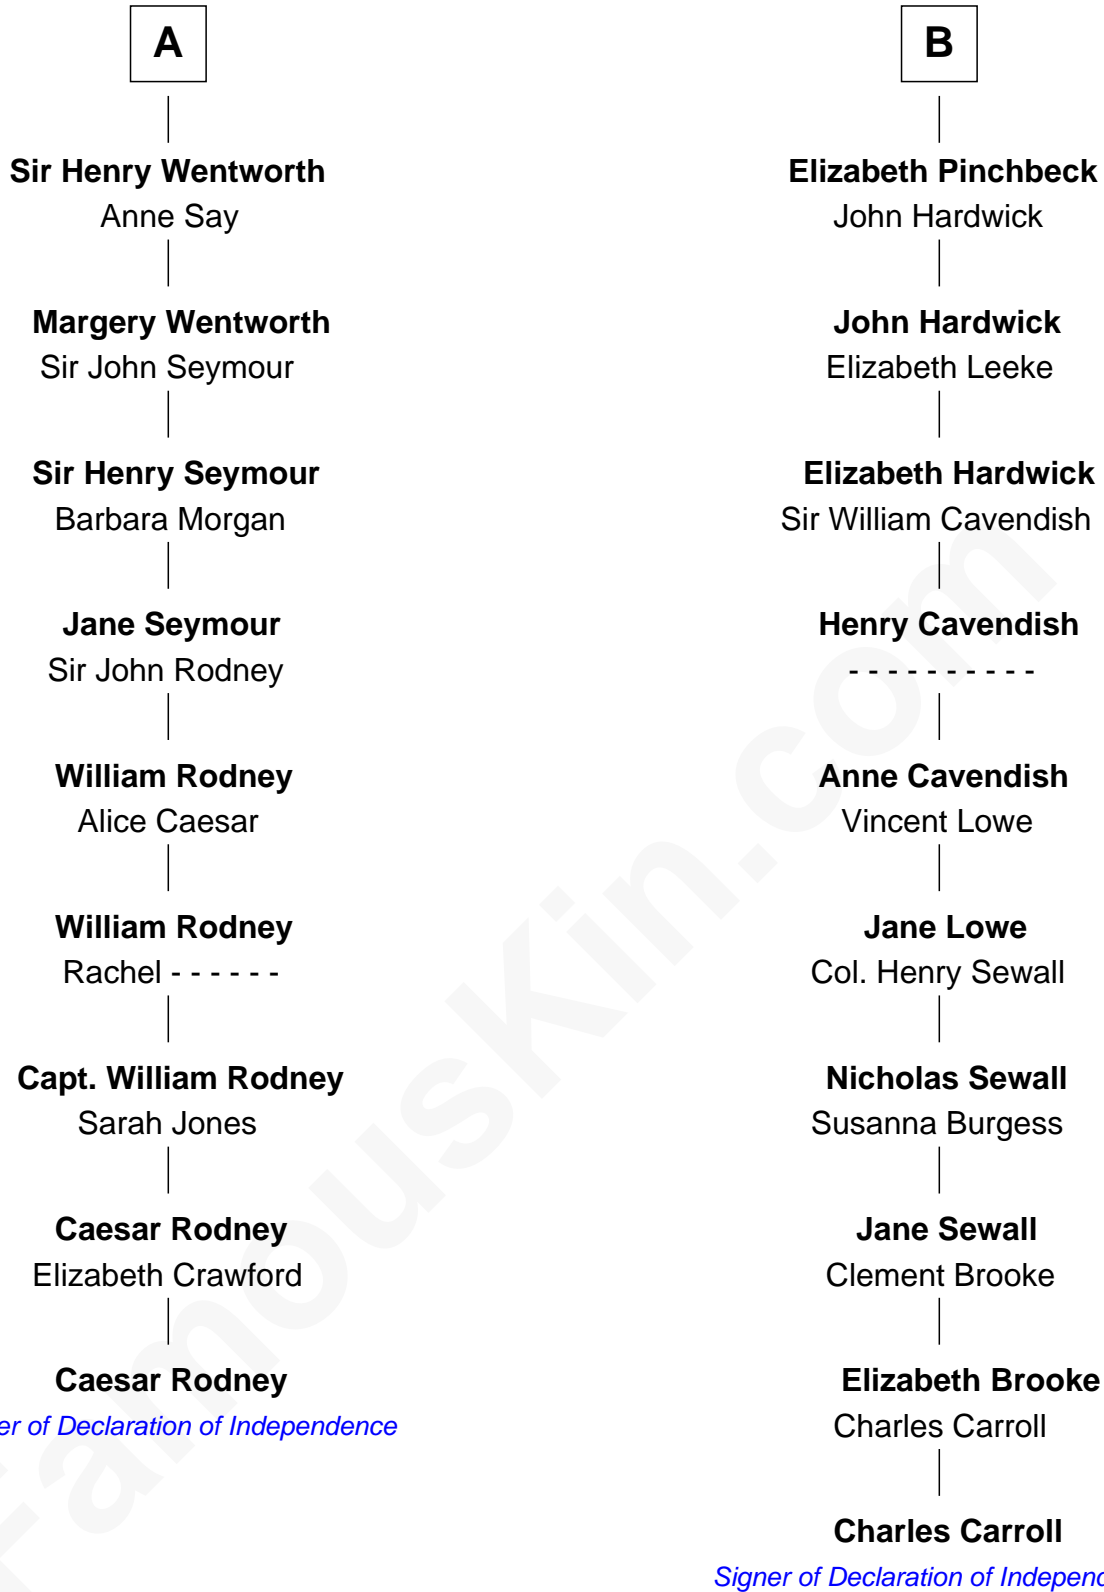 A
Sir Henry Wentworth
Anne Say
Margery Wentworth
Sir John Seymour
Sir Henry Seymour
Barbara Morgan
Jane Seymour
Sir John Rodney
William Rodney
Alice Caesar
William Rodney
Rachel - - - - - -
Capt. William Rodney
Sarah Jones
Caesar Rodney
Elizabeth Crawford
Caesar Rodney
er of Declaration of Independence
B
Elizabeth Pinchbeck
John Hardwick
John Hardwick
Elizabeth Leeke
Elizabeth Hardwick
Sir William Cavendish
Henry Cavendish
- - - - - - - - - -
Anne Cavendish
Vincent Lowe
Jane Lowe
Col. Henry Sewall
Nicholas Sewall
Susanna Burgess
Jane Sewall
Clement Brooke
Elizabeth Brooke
Charles Carroll
Charles Carroll
Signer of Declaration of Independ
FamousKin.com